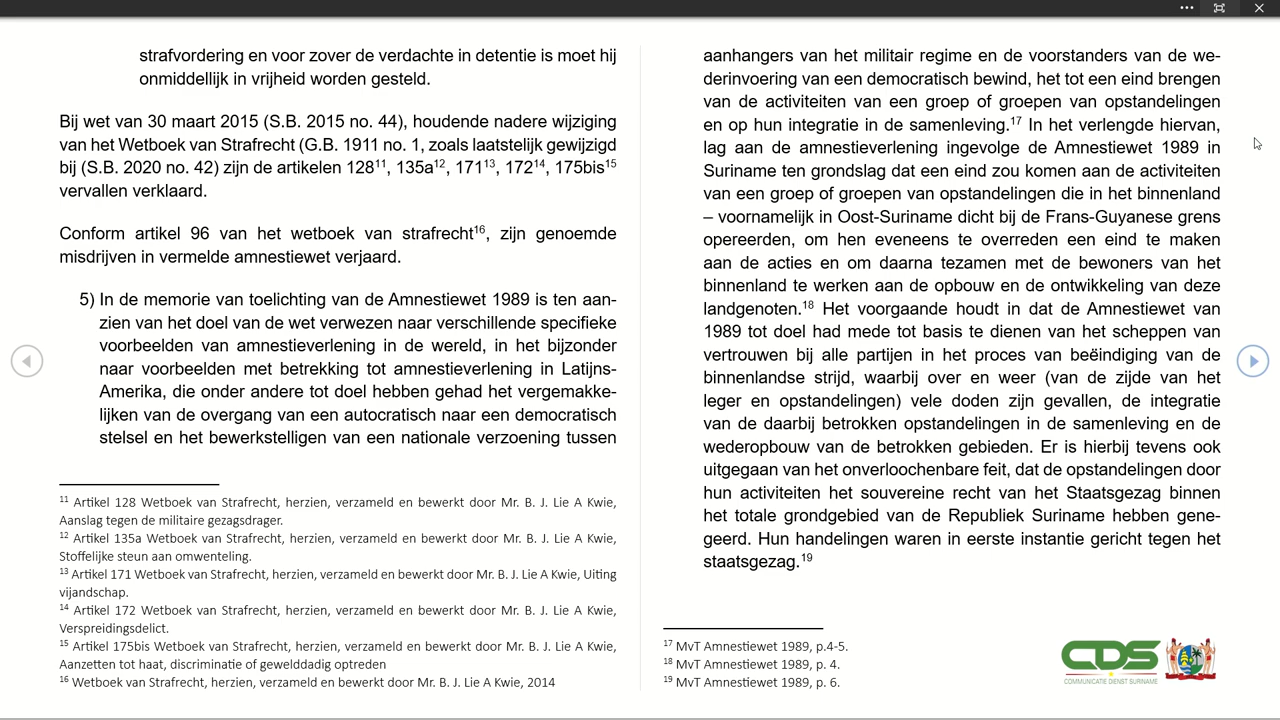 strafvordering en voor zover de verdachte in detentie is moet hij
onmiddellijk in vrijheid worden gesteld.
Bij wet van 30 maart 2015 (S.B. 2015 no. 44), houdende nadere wijziging
van het Wetboek van Strafrecht (G.B. 1911 no. 1, zoals laatstelijk gewijzigd
bij (S.B. 2020 no. 42) zijn de artikelen 128¹¹, 135a¹², 171¹³, 172¹⁴, 175bis¹⁵
vervallen verklaard.
Conform artikel 96 van het wetboek van strafrecht¹⁶, zijn genoemde
misdrijven in vermelde amnestiewet verjaard.
5) In de memorie van toelichting van de Amnestiewet 1989 is ten aan-
zien van het doel van de wet verwezen naar verschillende specifieke
voorbeelden van amnestieverlening in de wereld, in het bijzonder
naar voorbeelden met betrekking tot amnestieverlening in Latijns-
Amerika, die onder andere tot doel hebben gehad het vergemakke-
lijken van de overgang van een autocratisch naar een democratisch
stelsel en het bewerkstelligen van een nationale verzoening tussen
¹¹ Artikel 128 Wetboek van Strafrecht, herzien, verzameld en bewerkt door Mr. B. J. Lie A Kwie,
Aanslag tegen de militaire gezagsdrager.
¹² Artikel 135a Wetboek van Strafrecht, herzien, verzameld en bewerkt door Mr. B. J. Lie A Kwie,
Stoffelijke steun aan omwenteling.
¹³ Artikel 171 Wetboek van Strafrecht, herzien, verzameld en bewerkt door Mr. B. J. Lie A Kwie, Uiting
vijandschap.
¹⁴ Artikel 172 Wetboek van Strafrecht, herzien, verzameld en bewerkt door Mr. B. J. Lie A Kwie,
Verspreidingsdelict.
¹⁵ Artikel 175bis Wetboek van Strafrecht, herzien, verzameld en bewerkt door Mr. B. J. Lie A Kwie,
Aanzetten tot haat, discriminatie of gewelddadig optreden
¹⁶ Wetboek van Strafrecht, herzien, verzameld en bewerkt door Mr. B. J. Lie A Kwie, 2014
aanhangers van het militair regime en de voorstanders van de we-
derinvoering van een democratisch bewind, het tot een eind brengen
van de activiteiten van een groep of groepen van opstandelingen
en op hun integratie in de samenleving.¹⁷ In het verlengde hiervan,
lag aan de amnestieverlening ingevolge de Amnestiewet 1989 in
Suriname ten grondslag dat een eind zou komen aan de activiteiten
van een groep of groepen van opstandelingen die in het binnenland
– voornamelijk in Oost-Suriname dicht bij de Frans-Guyanese grens
opereerden, om hen eveneens te overreden een eind te maken
aan de acties en om daarna tezamen met de bewoners van het
binnenland te werken aan de opbouw en de ontwikkeling van deze
landgenoten.¹⁸ Het voorgaande houdt in dat de Amnestiewet van
1989 tot doel had mede tot basis te dienen van het scheppen van
vertrouwen bij alle partijen in het proces van beëindiging van de
binnenlandse strijd, waarbij over en weer (van de zijde van het
leger en opstandelingen) vele doden zijn gevallen, de integratie
van de daarbij betrokken opstandelingen in de samenleving en de
wederopbouw van de betrokken gebieden. Er is hierbij tevens ook
uitgegaan van het onverloochenbare feit, dat de opstandelingen door
hun activiteiten het souvereine recht van het Staatsgezag binnen
het totale grondgebied van de Republiek Suriname hebben gene-
geerd. Hun handelingen waren in eerste instantie gericht tegen het
staatsgezag.¹⁹
¹⁷ MvT Amnestiewet 1989, p.4-5.
¹⁸ MvT Amnestiewet 1989, p. 4.
¹⁹ MvT Amnestiewet 1989, p. 6.
CDS
COMMUNICATIE DIENST SURINAME